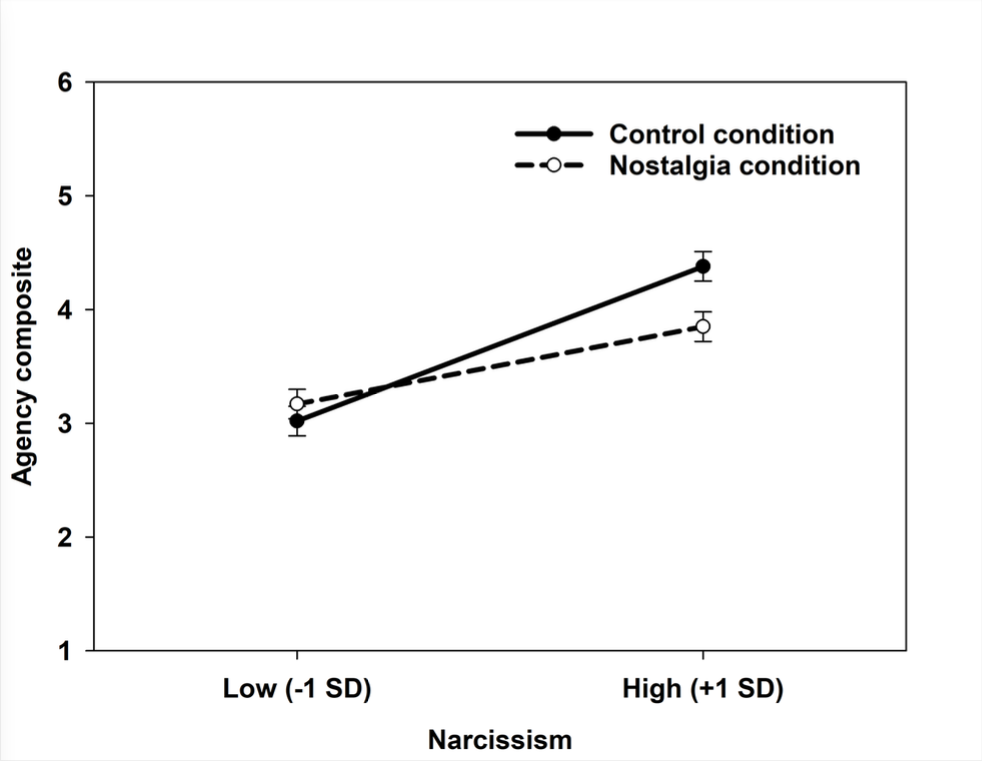 6
Control condition
Nostalgia condition
5
4
3
2
1
Agency composite
Low (-1 SD)
High (+1 SD)
Narcissism